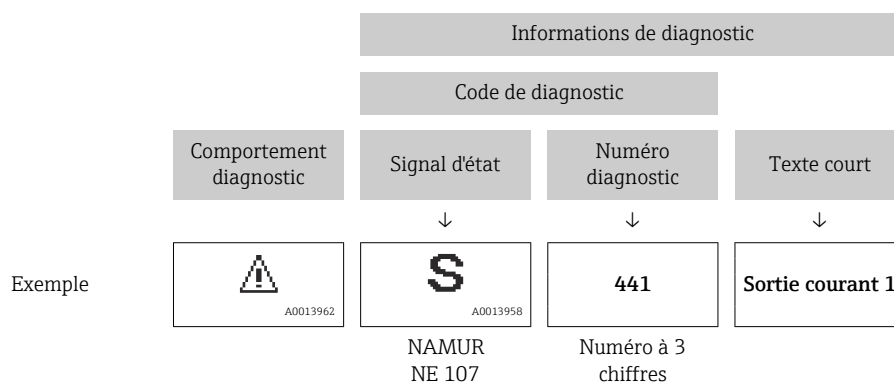 Informations de diagnostic
Code de diagnostic
Comportement
diagnostic
Signal d'état
Numéro
diagnostic
Texte court
↓ ↓ ↓
Exemple
A0013962
S
A0013958
441
Sortie courant 1
NAMUR
NE 107
Numéro à 3
chiffres